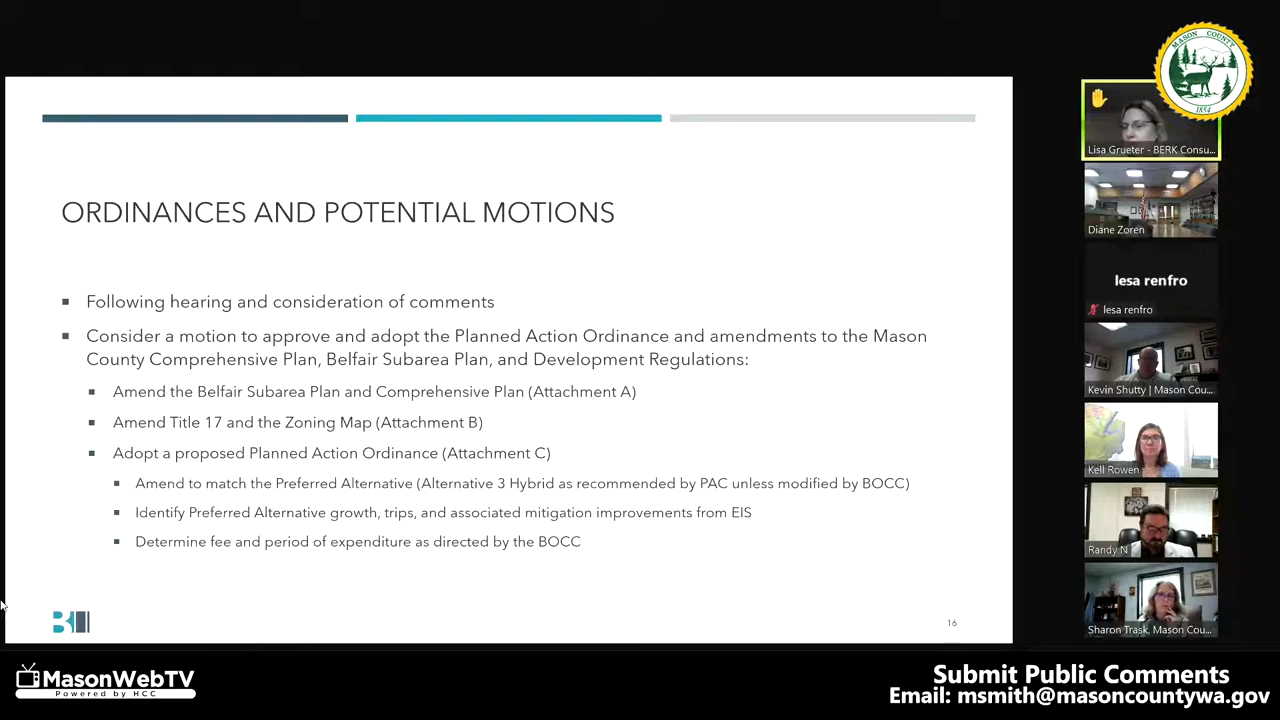 MASON COUNTY
1854
Lisa Grueter - BERK Consu...
Diane Zoren
lesa renfro
lesa renfro
Kevin Shutty | Mason Cou...
Kell Rowen
Randy N
Sharon Trask, Mason Cou...
ORDINANCES AND POTENTIAL MOTIONS
Following hearing and consideration of comments
Consider a motion to approve and adopt the Planned Action Ordinance and amendments to the Mason
County Comprehensive Plan, Belfair Subarea Plan, and Development Regulations:
Amend the Belfair Subarea Plan and Comprehensive Plan (Attachment A)
Amend Title 17 and the Zoning Map (Attachment B)
Adopt a proposed Planned Action Ordinance (Attachment C)
Amend to match the Preferred Alternative (Alternative 3 Hybrid as recommended by PAC unless modified by BOCC)
Identify Preferred Alternative growth, trips, and associated mitigation improvements from EIS
Determine fee and period of expenditure as directed by the BOCC
16
MasonWebTV
Powered by HCC
Submit Public Comments
Email: msmith@masoncountywa.gov